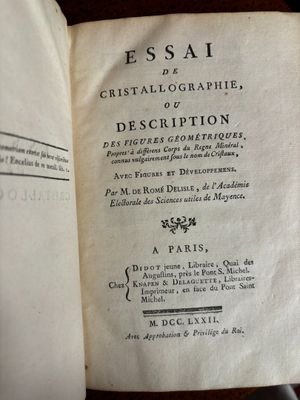 ESSAI
DE
CRISTALLOGRAPHIE,
OU
DESCRIPTION
DES FIGURES GÉOMÉTRIQUES,
Propres à différens Corps du Regne Minéral,
connus vulgairement sous le nom de Cristaux,
AVEC FIGURES ET DÉVELOPPEMENS.
Par M. DE ROMÉ DELISLE, de l'Académie
Electorale des Sciences utiles de Mayence.
A PARIS,
Chez
DIDOT jeune, Libraire, Quai des
Augustins, près le Pont S. Michel.
KNAPEN & DELAGUETTE, Libraires-
Imprimeur, en face du Pont Saint
Michel.
M. DCC. LXXII.
Avec Approbation & Privilége du Roi.